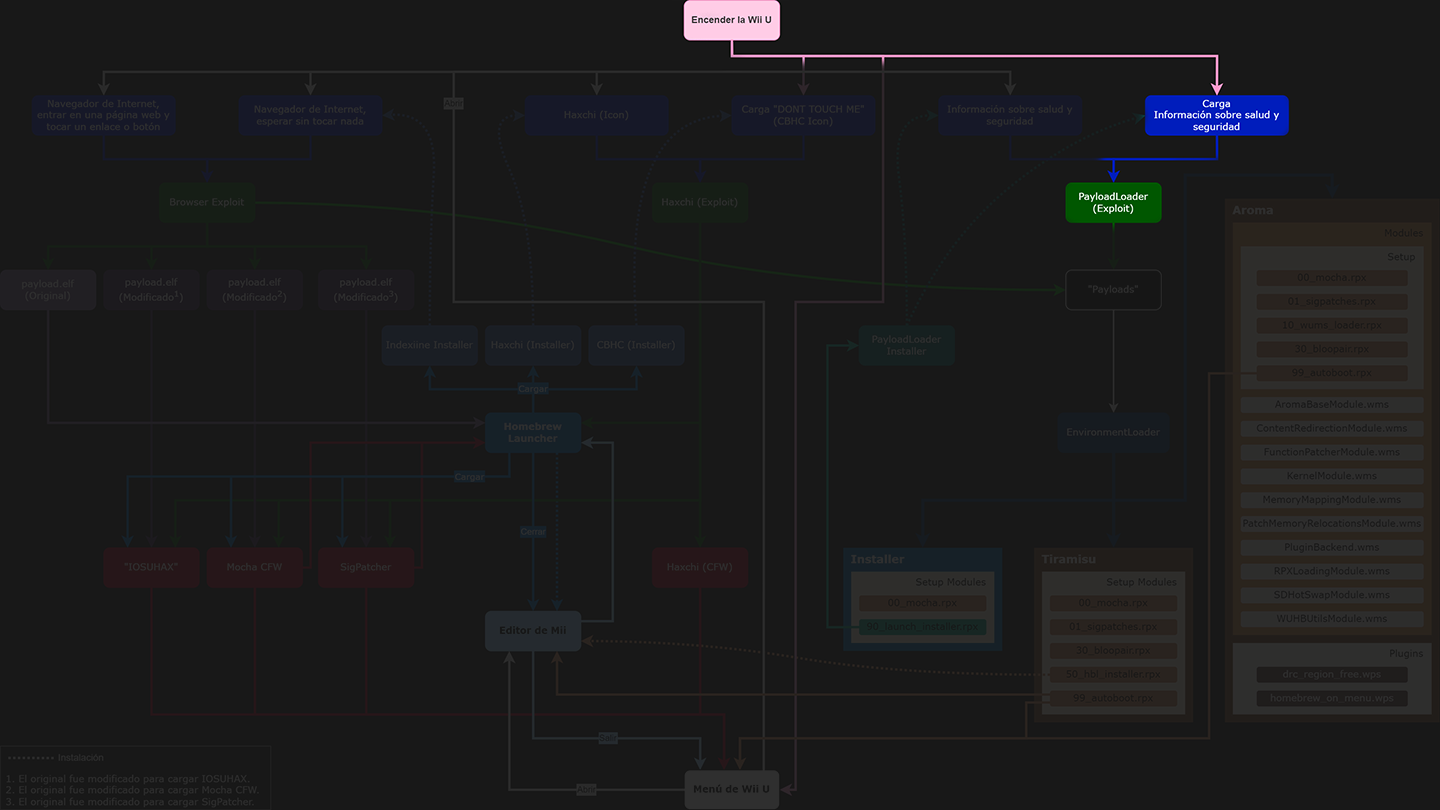 Encender la Wii U
Navegador de Internet,
entrar en una página web y
tocar un enlace o botón
Navegador de Internet,
esperar sin tocar nada
Abrir
Haxchi (Icon)
Carga "DONT TOUCH ME"
(CBHC Icon)
Información sobre salud y
seguridad
Carga
Información sobre salud y
seguridad
Browser Exploit
Haxchi (Exploit)
PayloadLoader
(Exploit)
payload.elf
(Original)
payload.elf
(Modificado1)
payload.elf
(Modificado2)
payload.elf
(Modificado3)
"Payloads"
Indexiine Installer
Haxchi (Installer)
CBHC (Installer)
PayloadLoader
Installer
Cargar
Homebrew
Launcher
EnvironmentLoader
Cargar
Cerrar
"IOSUHAX"
Mocha CFW
SigPatcher
Haxchi (CFW)
Editor de Mii
Installer
Setup Modules
00_mocha.rpx
90_launch_installer.rpx
Tiramisu
Setup Modules
00_mocha.rpx
01_sigpatches.rpx
30_bloopair.rpx
50_hbl_installer.rpx
99_autoboot.rpx
Aroma
Modules
Setup
00_mocha.rpx
01_sigpatches.rpx
10_wums_loader.rpx
30_bloopair.rpx
90_autoboot.rpx
AromaBaseModule.wms
ContentRedirectionModule.wms
FunctionPatcherModule.wms
KernelModule.wms
MemoryMappingModule.wms
PatchMemoryRelocationsModule.wms
PluginBackend.wms
RPXLoadingModule.wms
SDHotSwapModule.wms
WUHBUtilsModule.wms
Plugins
drc_region_free.wps
homebrew_on_menu.wps
Salir
Abrir
Menú de Wii U
Instalación
1. El original fue modificado para cargar IOSUHAX.
2. El original fue modificado para cargar Mocha CFW.
3. El original fue modificado para cargar SigPatcher.